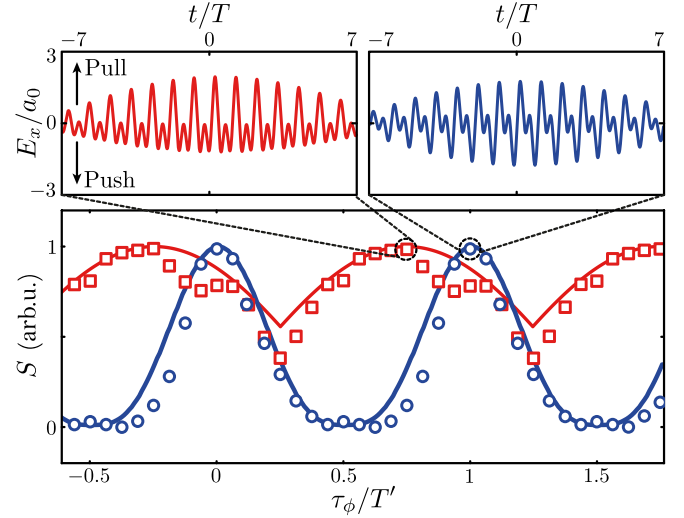 t/T
t/T
−7
0
7
−7
0
7
3
0
−3
E_x/a_0
Pull
Push
1
0
S (arb.u.)
−0.5
0
0.5
1
1.5
τ_ϕ/T′